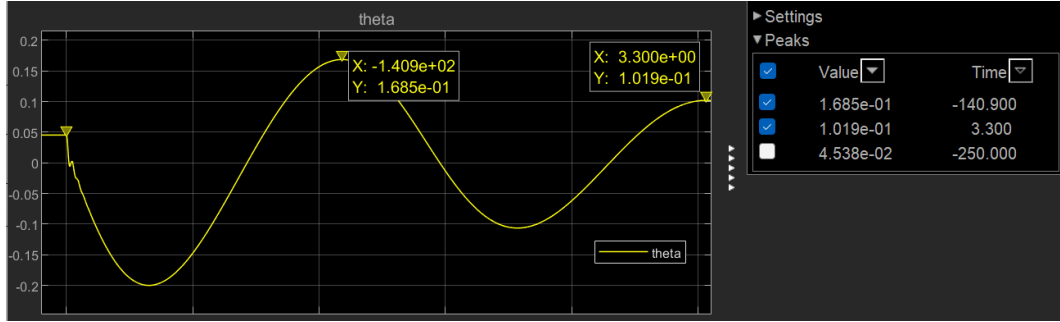 theta
0.2
0.15
0.1
0.05
0
-0.05
-0.1
-0.15
-0.2
X: -1.409e+02
Y: 1.685e-01
X: 3.300e+00
Y: 1.019e-01
theta
Settings
Peaks
Value Time
1.685e-01 -140.900
1.019e-01 3.300
4.538e-02 -250.000